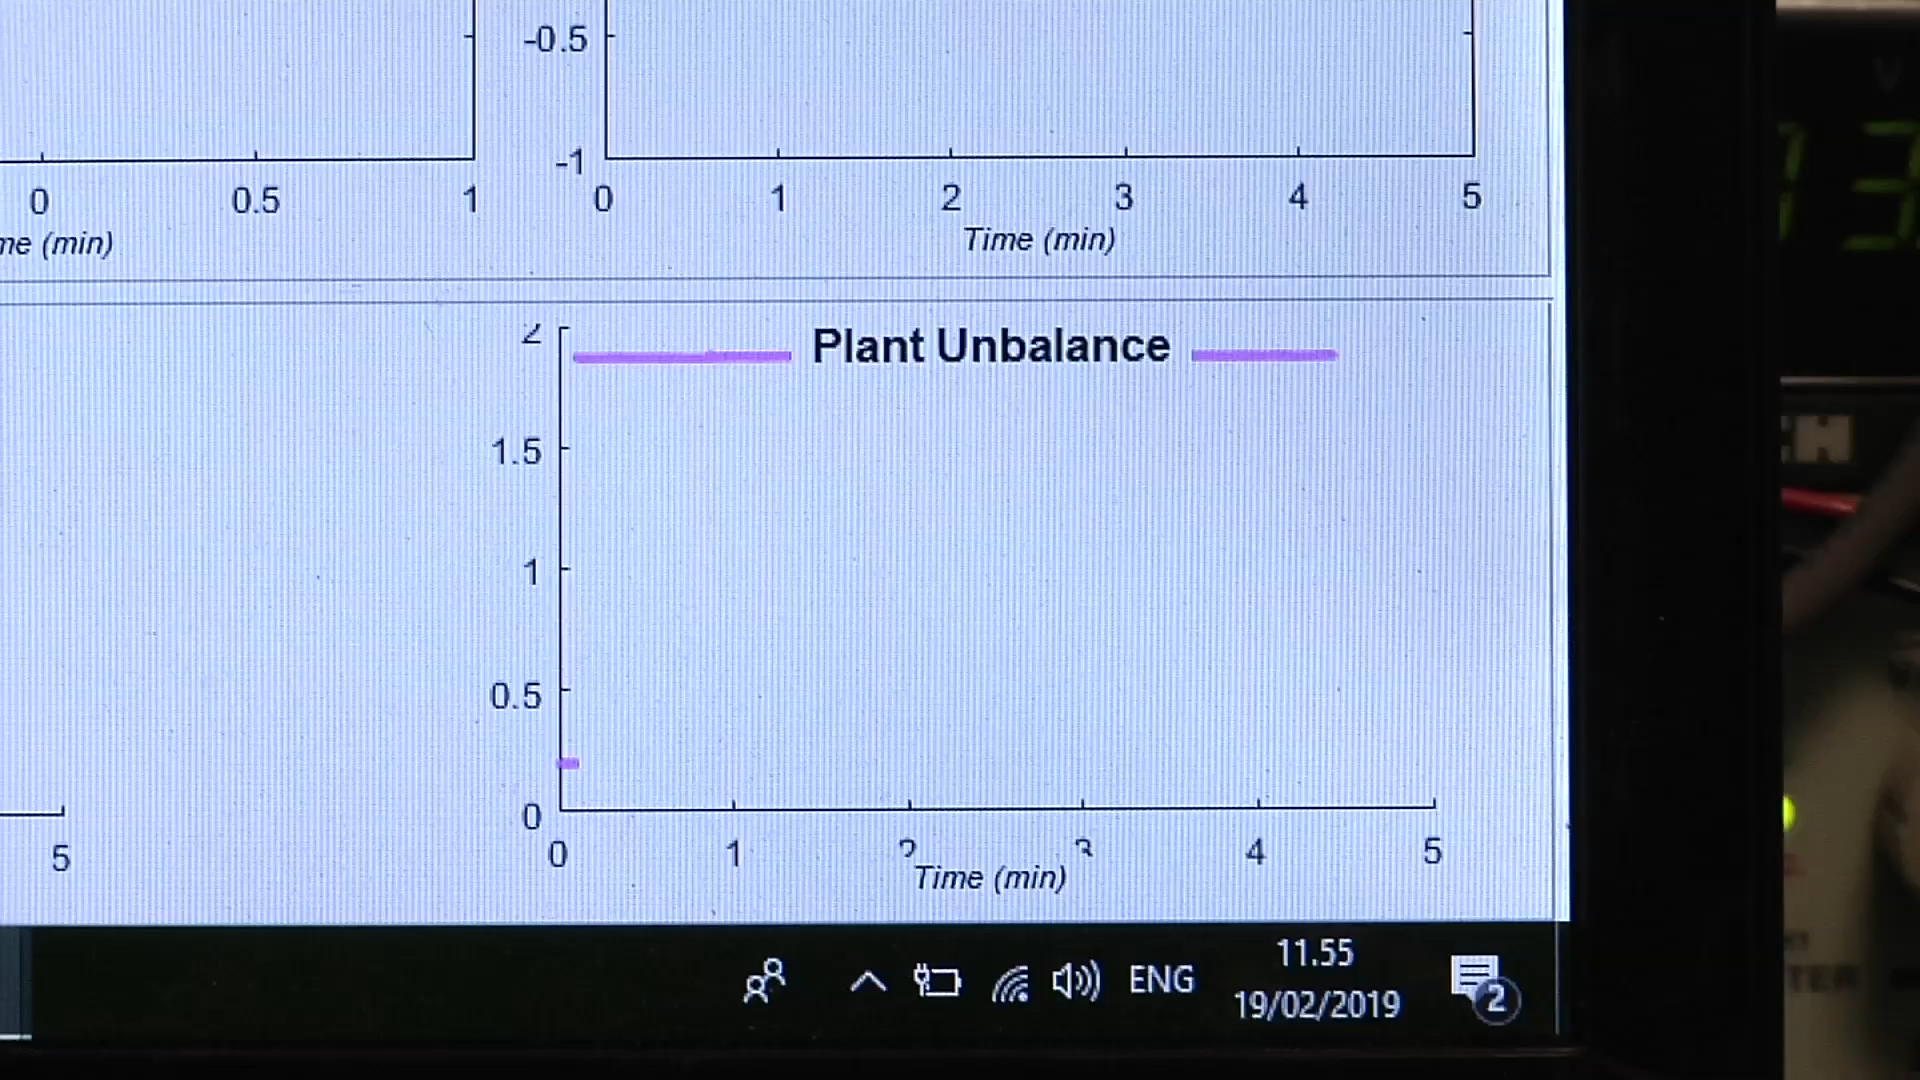 -0.5
-1
0 0.5 1
0 1 2 3 4 5
(min)
Time (min)
Plant Unbalance
2
1.5
1
0.5
0
5
0 1 2 3 4 5
Time (min)
ENG
11.55
19/02/2019
2